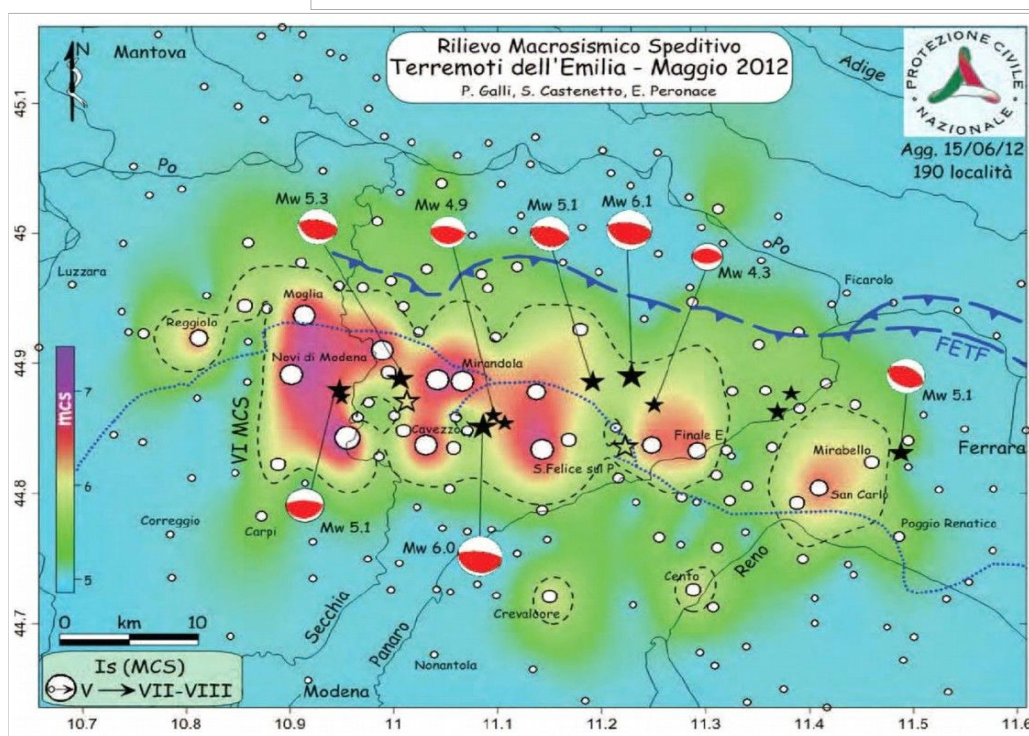 Rilievo Macrosismico Speditivo
Terremoti dell'Emilia - Maggio 2012
P. Galli, S. Castenetto, E. Peronace
PROTEZIONE CIVILE
NAZIONALE
Agg. 15/06/12
190 località
N
Mantova
Adige
Po
Po
45.1
45
44.9
44.8
44.7
Mw 5.3
Mw 4.9
Mw 5.1
Mw 6.1
Mw 4.3
Luzzara
Ficarolo
Moglia
Reggiolo
Novi di Modena
Mirandola
FETF
mcs
7
6
5
VI MCS
Mw 5.1
Cavezzo
Finale E.
Mirabello
Ferrara
S.Felice sul P.
San Carlo
Mw 5.1
Correggio
Carpi
Poggio Renatico
Mw 6.0
Reno
Cento
Crevalcore
Secchia
Panaro
0 km 10
Nonantola
Modena
Is (MCS)
V → VII-VIII
10.7 10.8 10.9 11 11.1 11.2 11.3 11.4 11.5 11.6